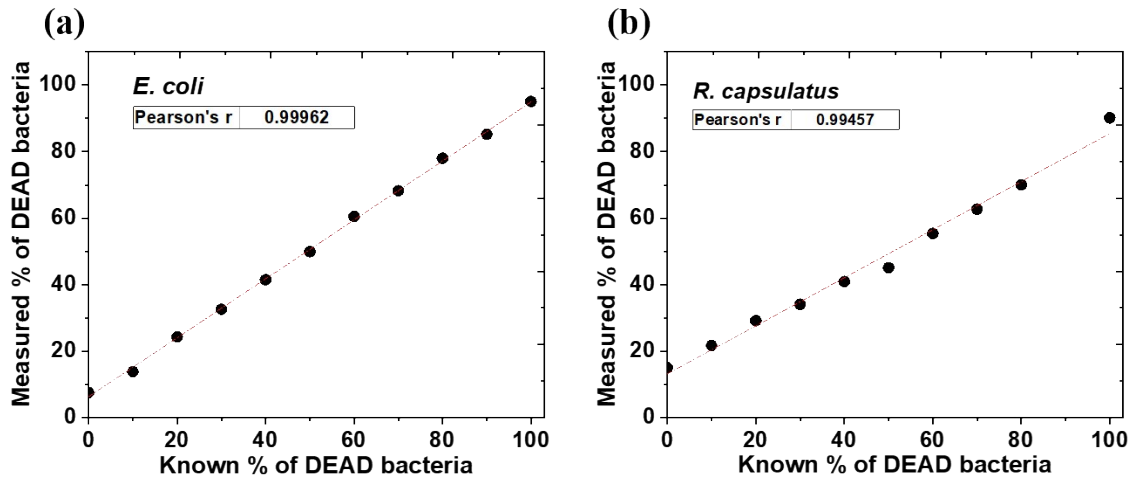 (a)
E. coli
Pearson's r 0.99962
Measured % of DEAD bacteria
100
80
60
40
20
0
0 20 40 60 80 100
Known % of DEAD bacteria
(b)
R. capsulatus
Pearson's r 0.99457
Measured % of DEAD bacteria
100
80
60
40
20
0
0 20 40 60 80 100
Known % of DEAD bacteria